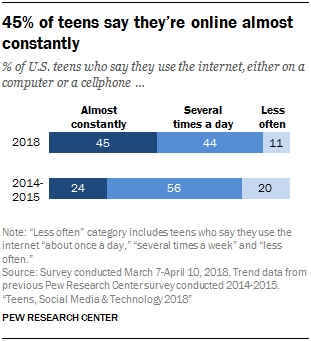 45% of teens say they’re online almost
constantly
% of U.S. teens who say they use the internet, either on a
computer or a cellphone ...
Almost constantly Several times a day Less often
2018 45 44 11
2014-2015 24 56 20
Note: “Less often” category includes teens who say they use the
internet “about once a day,” “several times a week” and “less
often.”
Source: Survey conducted March 7-April 10, 2018. Trend data from
previous Pew Research Center survey conducted 2014-2015.
“Teens, Social Media & Technology 2018”
PEW RESEARCH CENTER